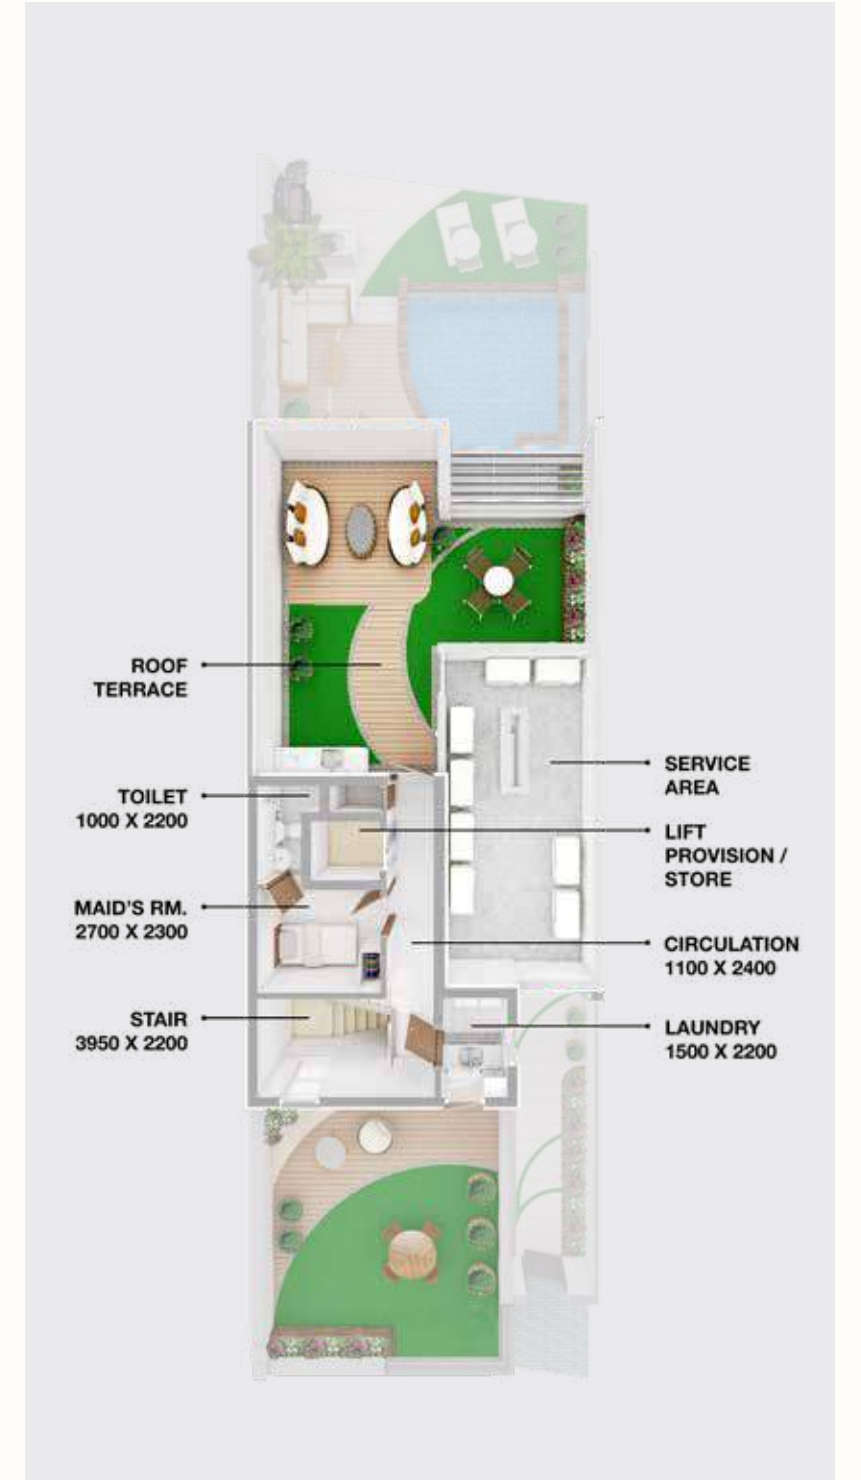 ROOF
TERRACE
TOILET
1000 X 2200
MAID'S RM.
2700 X 2300
STAIR
3950 X 2200
SERVICE
AREA
LIFT
PROVISION /
STORE
CIRCULATION
1100 X 2400
LAUNDRY
1500 X 2200